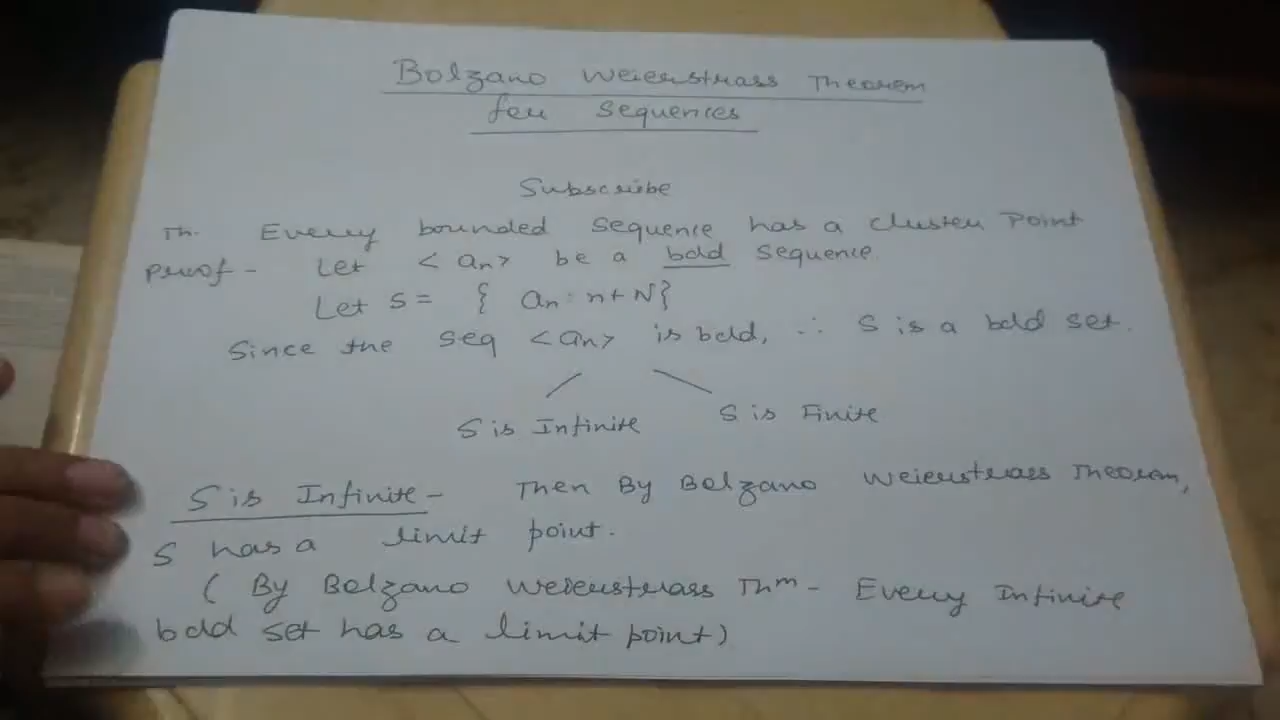 Bolzano Weierstrass Theorem
for Sequences
Subscribe
Th. Every bounded sequence has a cluster point
Proof - Let < an> be a bdd sequence.
Let S = { an : n t N}
Since the seq <an> is bdd, ∴ S is a bdd set.
S is Infinite S is Finite
S is Infinite - Then By Bolzano Weierstrass Theorem,
S has a limit point.
( By Bolzano Weierstrass Thm - Every Infinite
bdd set has a limit point)